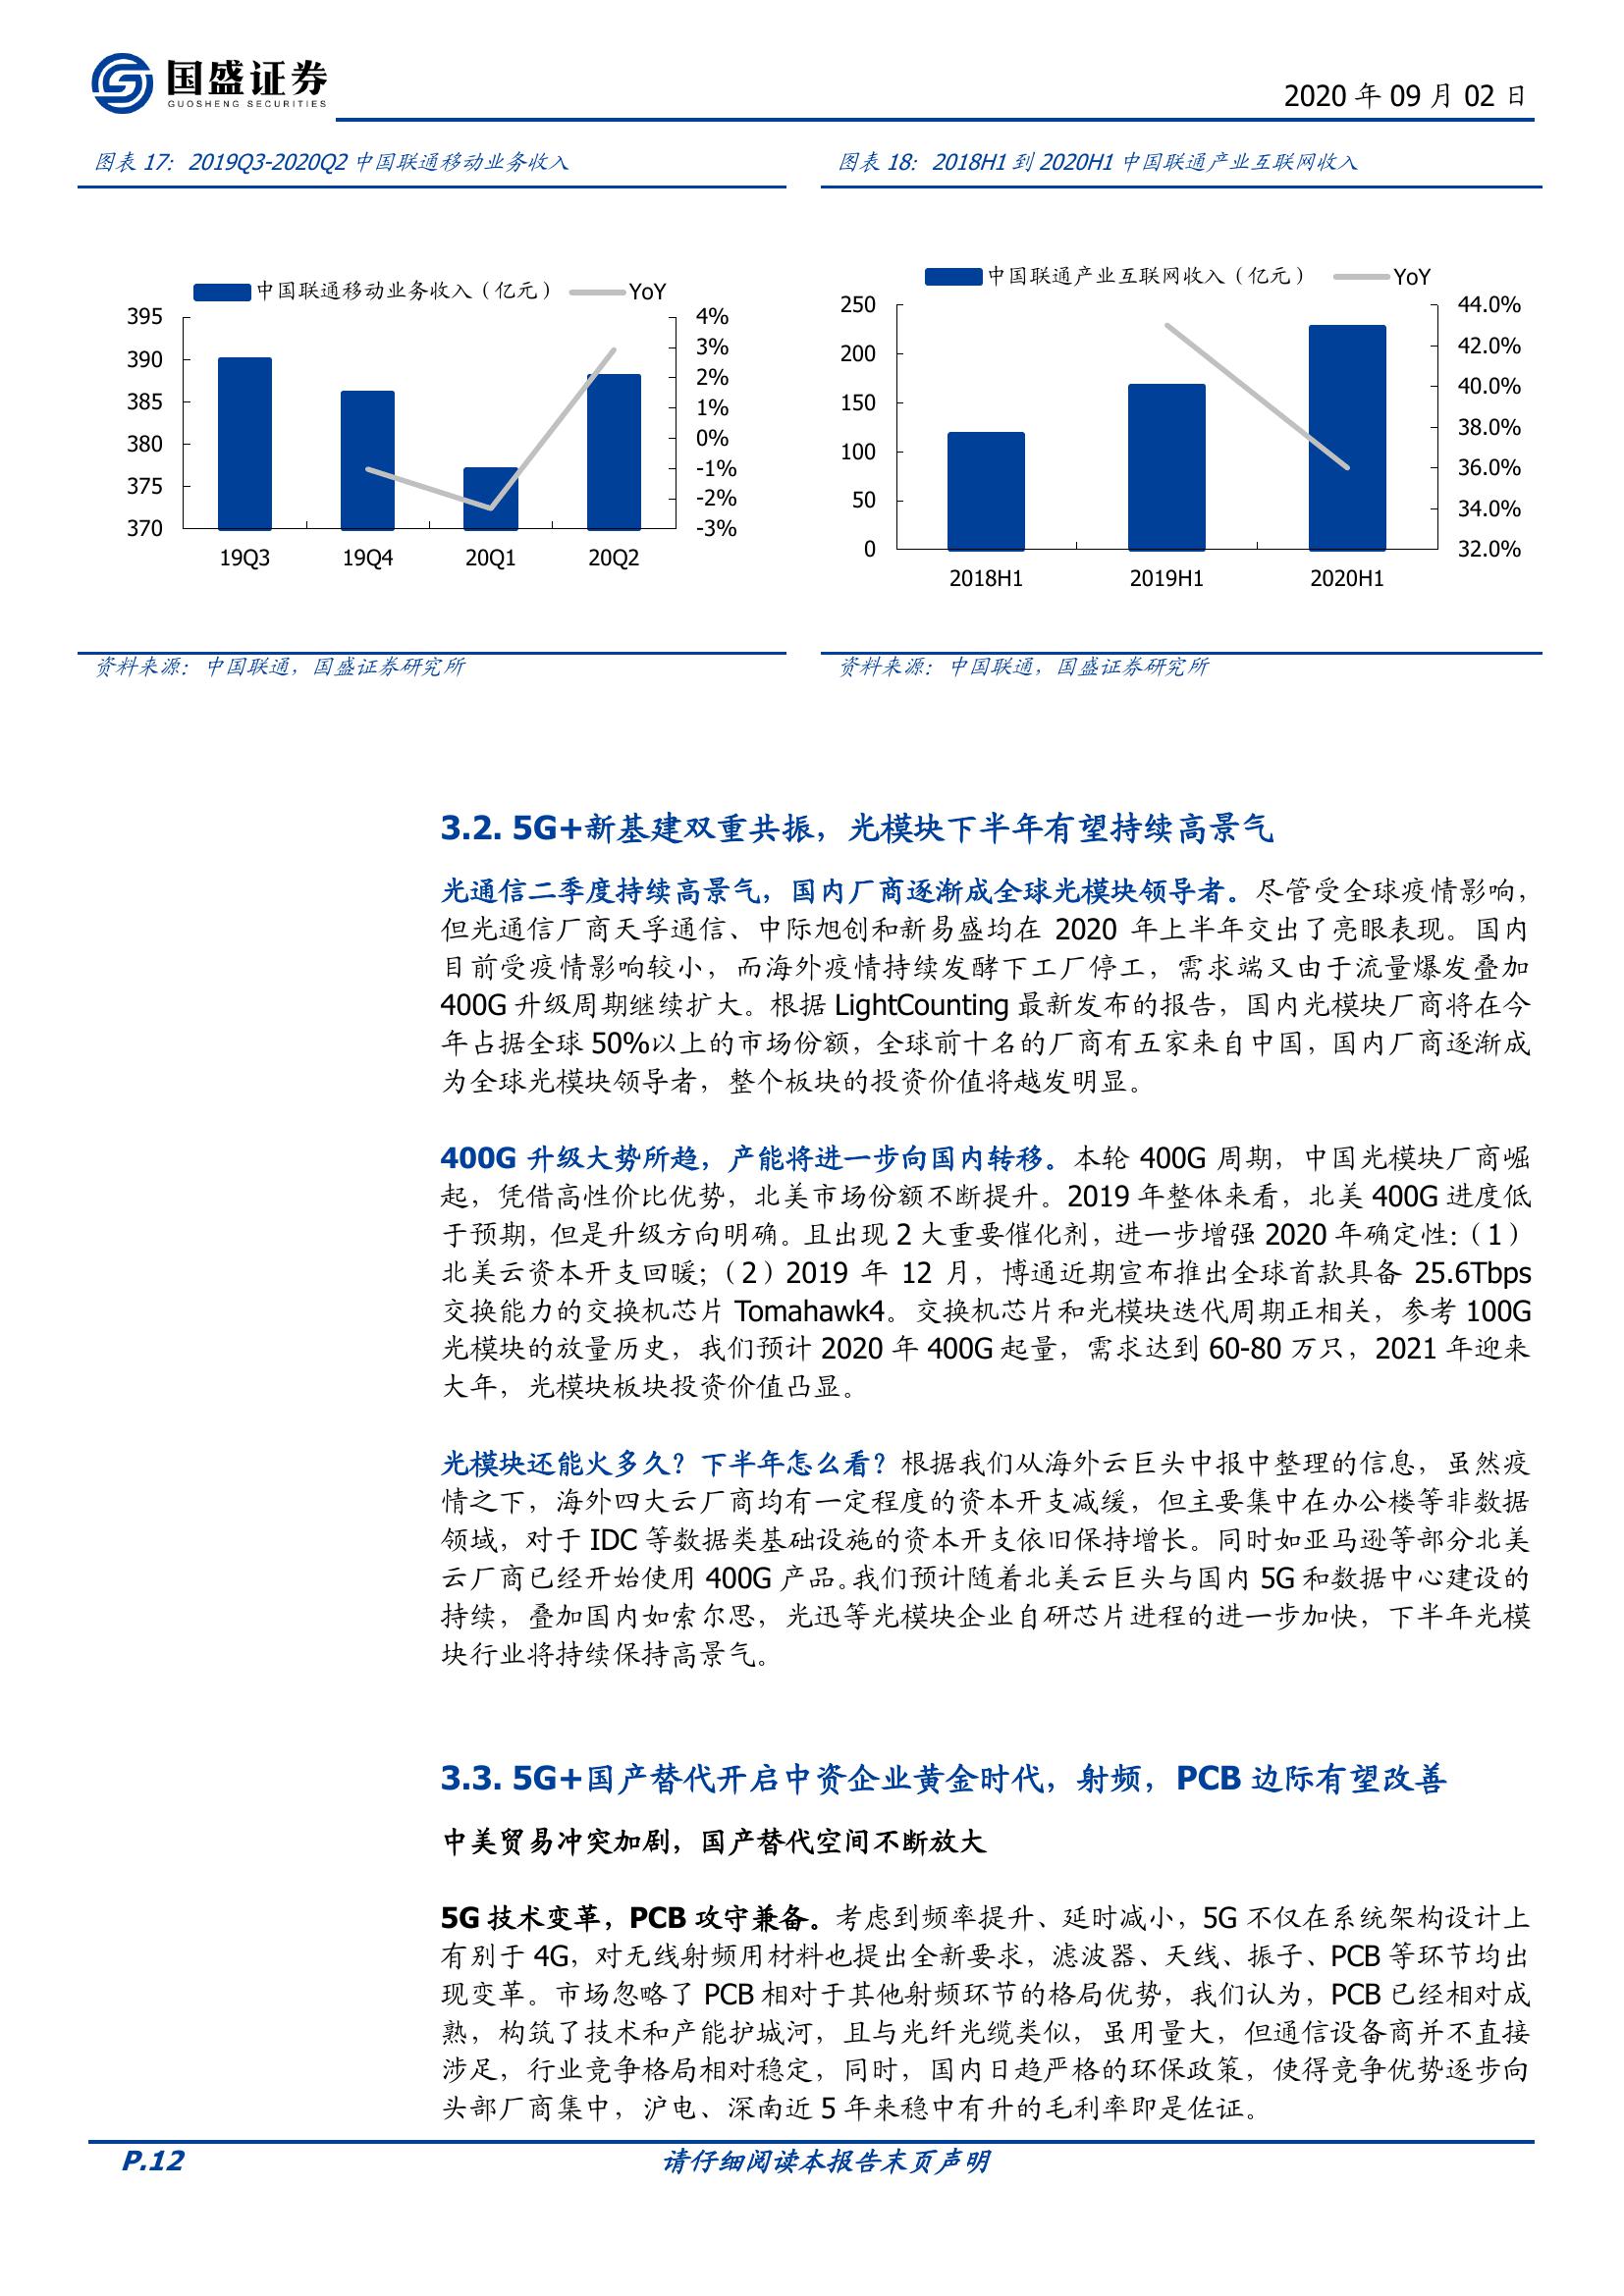 国盛证券
GUOSHENG SECURITIES
2020 年 09 月 02 日
图表 17：2019Q3-2020Q2 中国联通移动业务收入
中国联通移动业务收入（亿元） YoY
395
390
385
380
375
370
4%
3%
2%
1%
0%
-1%
-2%
-3%
19Q3 19Q4 20Q1 20Q2
资料来源：中国联通，国盛证券研究所
图表 18：2018H1 到 2020H1 中国联通产业互联网收入
中国联通产业互联网收入（亿元） YoY
250
200
150
100
50
0
44.0%
42.0%
40.0%
38.0%
36.0%
34.0%
32.0%
2018H1 2019H1 2020H1
资料来源：中国联通，国盛证券研究所
3.2. 5G+新基建双重共振，光模块下半年有望持续高景气
光通信二季度持续高景气，国内厂商逐渐成全球光模块领导者。尽管受全球疫情影响，
但光通信厂商天孚通信、中际旭创和新易盛均在 2020 年上半年交出了亮眼表现。国内
目前受疫情影响较小，而海外疫情持续发酵下工厂停工，需求端又由于流量爆发叠加
400G 升级周期继续扩大。根据 LightCounting 最新发布的报告，国内光模块厂商将在今
年占据全球 50%以上的市场份额，全球前十名的厂商有五家来自中国，国内厂商逐渐成
为全球光模块领导者，整个板块的投资价值将越发明显。
400G 升级大势所趋，产能将进一步向国内转移。本轮 400G 周期，中国光模块厂商崛
起，凭借高性价比优势，北美市场份额不断提升。2019 年整体来看，北美 400G 进度低
于预期，但是升级方向明确。且出现 2 大重要催化剂，进一步增强 2020 年确定性：（1）
北美云资本开支回暖；（2）2019 年 12 月，博通近期宣布推出全球首款具备 25.6Tbps
交换能力的交换机芯片 Tomahawk4。交换机芯片和光模块迭代周期正相关，参考 100G
光模块的放量历史，我们预计 2020 年 400G 起量，需求达到 60-80 万只，2021 年迎来
大年，光模块板块投资价值凸显。
光模块还能火多久？下半年怎么看？根据我们从海外云巨头中报中整理的信息，虽然疫
情之下，海外四大云厂商均有一定程度的资本开支减缓，但主要集中在办公楼等非数据
领域，对于 IDC 等数据类基础设施的资本开支依旧保持增长。同时如亚马逊等部分北美
云厂商已经开始使用 400G 产品。我们预计随着北美云巨头与国内 5G 和数据中心建设的
持续，叠加国内如索尔思，光迅等光模块企业自研芯片进程的进一步加快，下半年光模
块行业将持续保持高景气。
3.3. 5G+国产替代开启中资企业黄金时代，射频，PCB 边际有望改善
中美贸易冲突加剧，国产替代空间不断放大
5G 技术变革，PCB 攻守兼备。考虑到频率提升、延时减小，5G 不仅在系统架构设计上
有别于 4G，对无线射频用材料也提出全新要求，滤波器、天线、振子、PCB 等环节均出
现变革。市场忽略了 PCB 相对于其他射频环节的格局优势，我们认为，PCB 已经相对成
熟，构筑了技术和产能护城河，且与光纤光缆类似，虽用量大，但通信设备商并不直接
涉足，行业竞争格局相对稳定，同时，国内日趋严格的环保政策，使得竞争优势逐步向
头部厂商集中，沪电、深南近 5 年来稳中有升的毛利率即是佐证。
P.12
请仔细阅读本报告末页声明